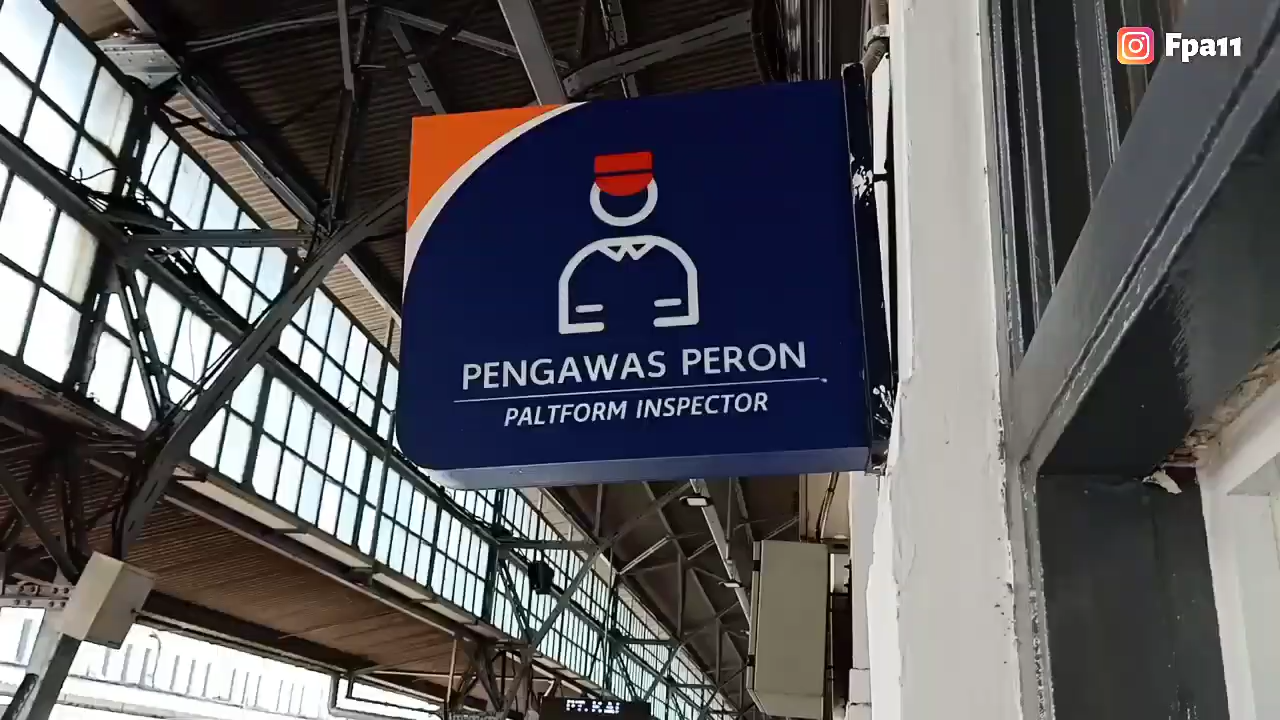 Fpa11
PENGAWAS PERON
PALTFORM INSPECTOR
PT. KAI